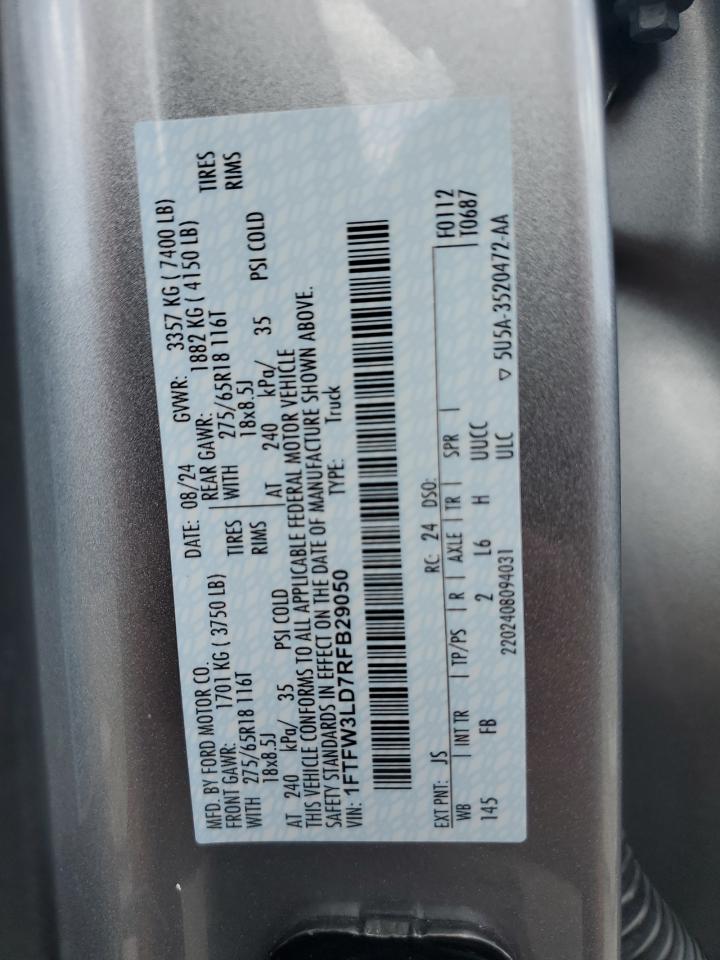 MFD. BY FORD MOTOR CO. DATE: 08/24 GVWR: 3357 KG ( 7400 LB)
FRONT GAWR: 1701 KG ( 3750 LB) REAR GAWR: 1882 KG ( 4150 LB)
WITH 275/65R18 116T TIRES WITH 275/65R18 116T TIRES
18x8.5J RIMS 18x8.5J RIMS
AT 240 kPa/ 35 PSI COLD AT 240 kPa/ 35 PSI COLD
THIS VEHICLE CONFORMS TO ALL APPLICABLE FEDERAL MOTOR VEHICLE
SAFETY STANDARDS IN EFFECT ON THE DATE OF MANUFACTURE SHOWN ABOVE.
VIN: 1FTFW3LD7RFB29050 TYPE: Truck
EXT PNT: JS RC: 24 DSO: F0112
WB INT TR TP/PS R AXLE TR SPR T0687
145 FB 2 L6 H UUCC
2202408094031 ULC ▽ 5U5A-3520472-AA